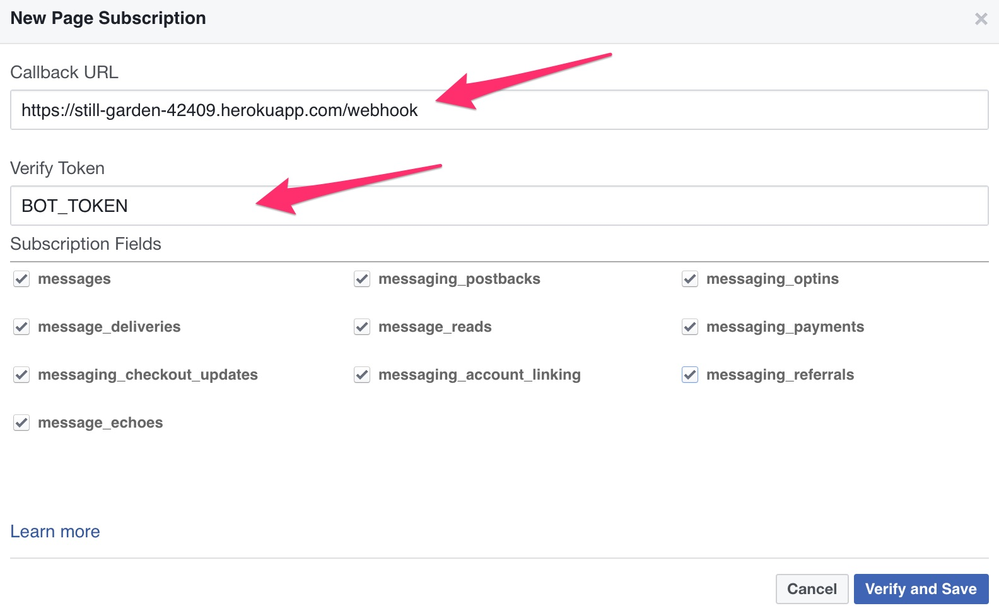 New Page Subscription
Callback URL
https://still-garden-42409.herokuapp.com/webhook
Verify Token
BOT_TOKEN
Subscription Fields
messages messaging_postbacks messaging_optins
message_deliveries message_reads messaging_payments
messaging_checkout_updates messaging_account_linking messaging_referrals
message_echoes
Learn more
Cancel Verify and Save